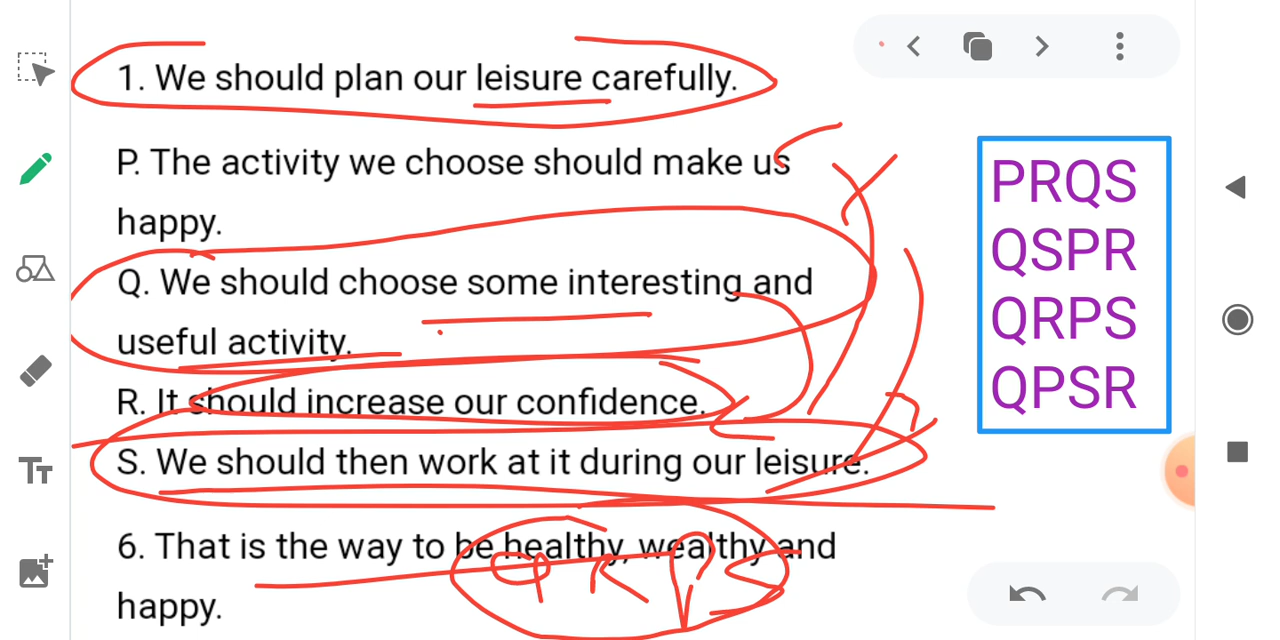 1. We should plan our leisure carefully.
P. The activity we choose should make us
happy.
Q. We should choose some interesting and
useful activity.
R. It should increase our confidence.
S. We should then work at it during our leisure.
6. That is the way to be healthy, wealthy and
happy.
Q R P S
PRQS
QSPR
QRPS
QPSR
Tт